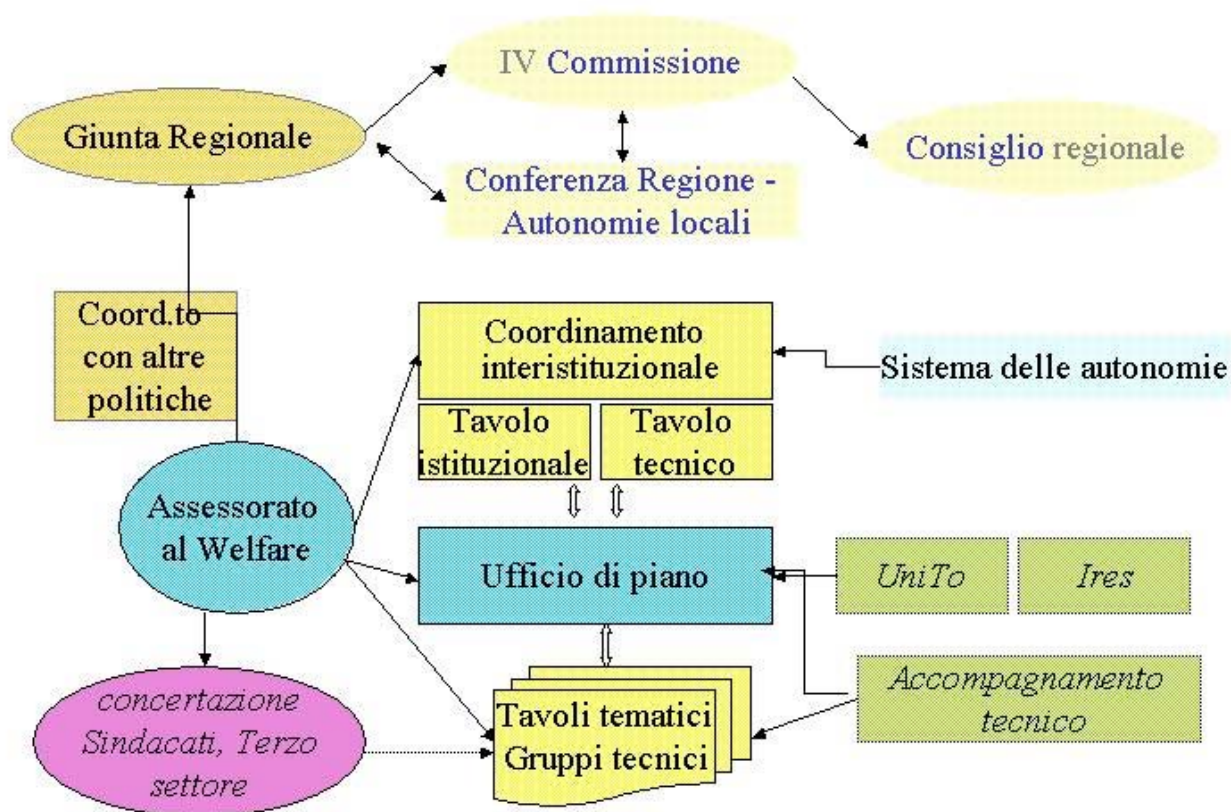 IV Commissione
Giunta Regionale
Consiglio regionale
Conferenza Regione -
Autonomie locali
Coord.to
con altre
politiche
Coordinamento
interistituzionale
Sistema delle autonomie
Tavolo
istituzionale
Tavolo
tecnico
Assessorato
al Welfare
Ufficio di piano
UniTo
Ires
concertazione
Sindacati, Terzo
settore
Tavoli tematici
Gruppi tecnici
Accompagnamento
tecnico